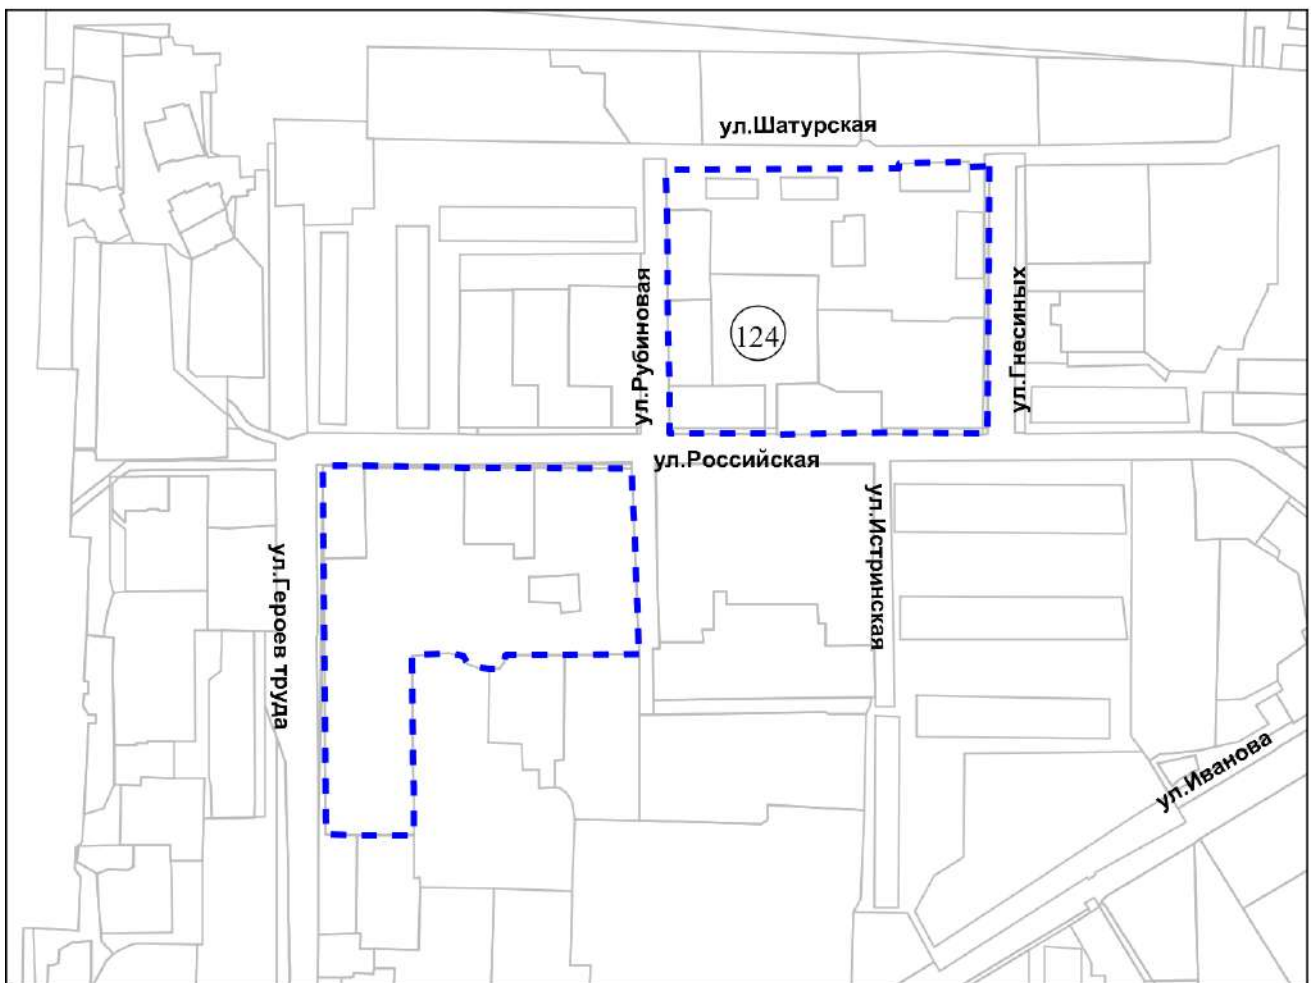 ул.Шатурская
ул.Рубиновая
124
ул.Гнесиных
ул.Российская
ул.Истринская
ул.Героев труда
ул.Иванова